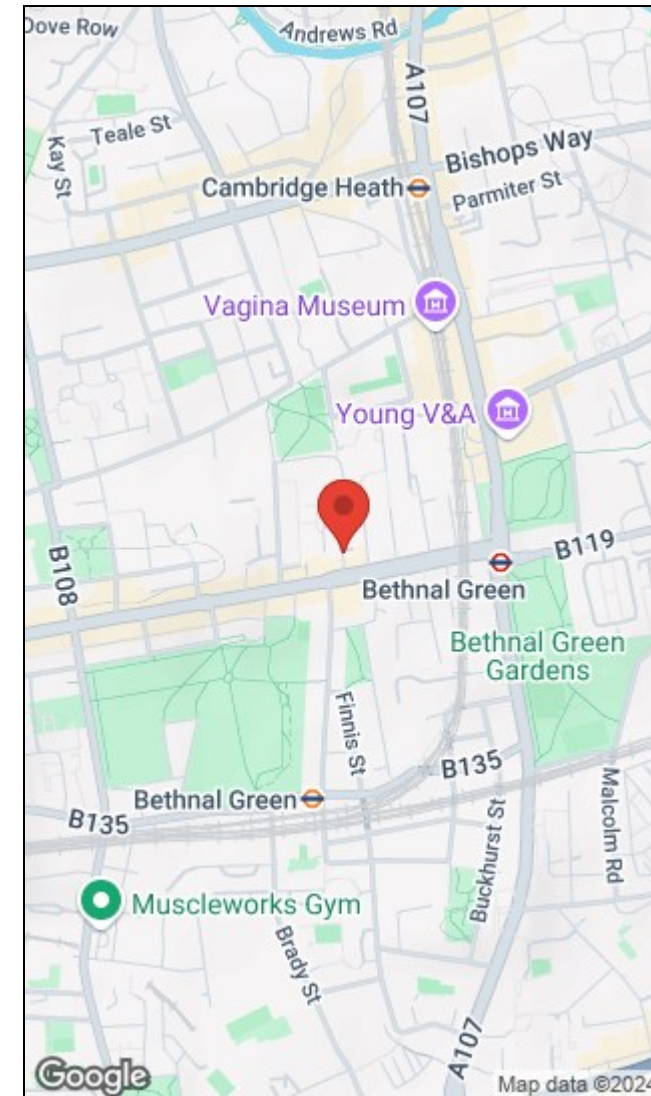 Dove Row
Andrews Rd
A107
Kay St
Teale St
Bishops Way
Cambridge Heath
Parmiter St
Vagina Museum
Young V&A
B108
B119
Bethnal Green
Bethnal Green
Gardens
Finnis St
B135
Bethnal Green
B135
Malcolm Rd
Buckhurst St
Muscleworks Gym
Brady St
A107
Google
Map data ©2024